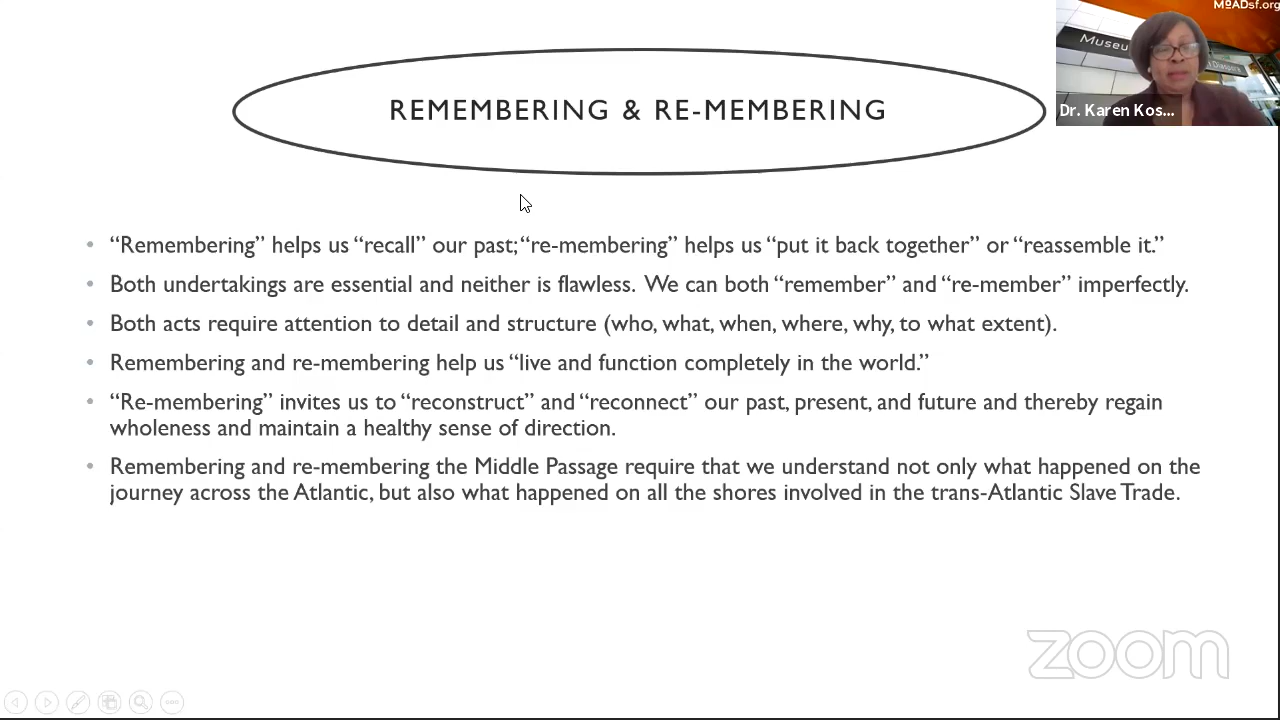 MoADsf.org
Museu
Diaspora
Dr. Karen Kos...
REMEMBERING & RE-MEMBERING
• “Remembering” helps us “recall” our past; “re-membering” helps us “put it back together” or “reassemble it.”
• Both undertakings are essential and neither is flawless. We can both “remember” and “re-member” imperfectly.
• Both acts require attention to detail and structure (who, what, when, where, why, to what extent).
• Remembering and re-membering help us “live and function completely in the world.”
• “Re-membering” invites us to “reconstruct” and “reconnect” our past, present, and future and thereby regain
wholeness and maintain a healthy sense of direction.
• Remembering and re-membering the Middle Passage require that we understand not only what happened on the
journey across the Atlantic, but also what happened on all the shores involved in the trans-Atlantic Slave Trade.
zoom